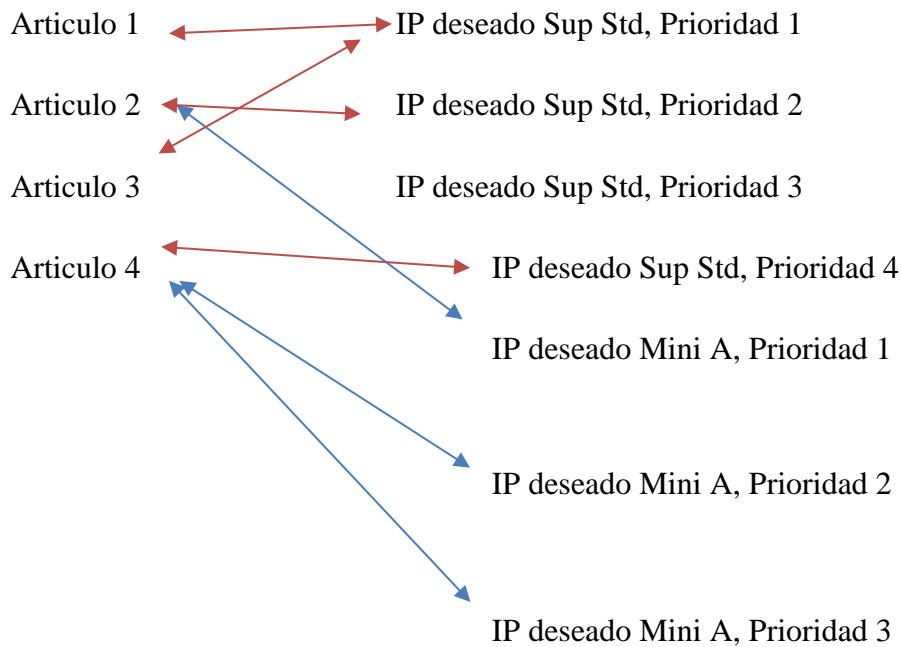 Articulo 1 IP deseado Sup Std, Prioridad 1
Articulo 2 IP deseado Sup Std, Prioridad 2
Articulo 3 IP deseado Sup Std, Prioridad 3
Articulo 4 IP deseado Sup Std, Prioridad 4
IP deseado Mini A, Prioridad 1
IP deseado Mini A, Prioridad 2
IP deseado Mini A, Prioridad 3